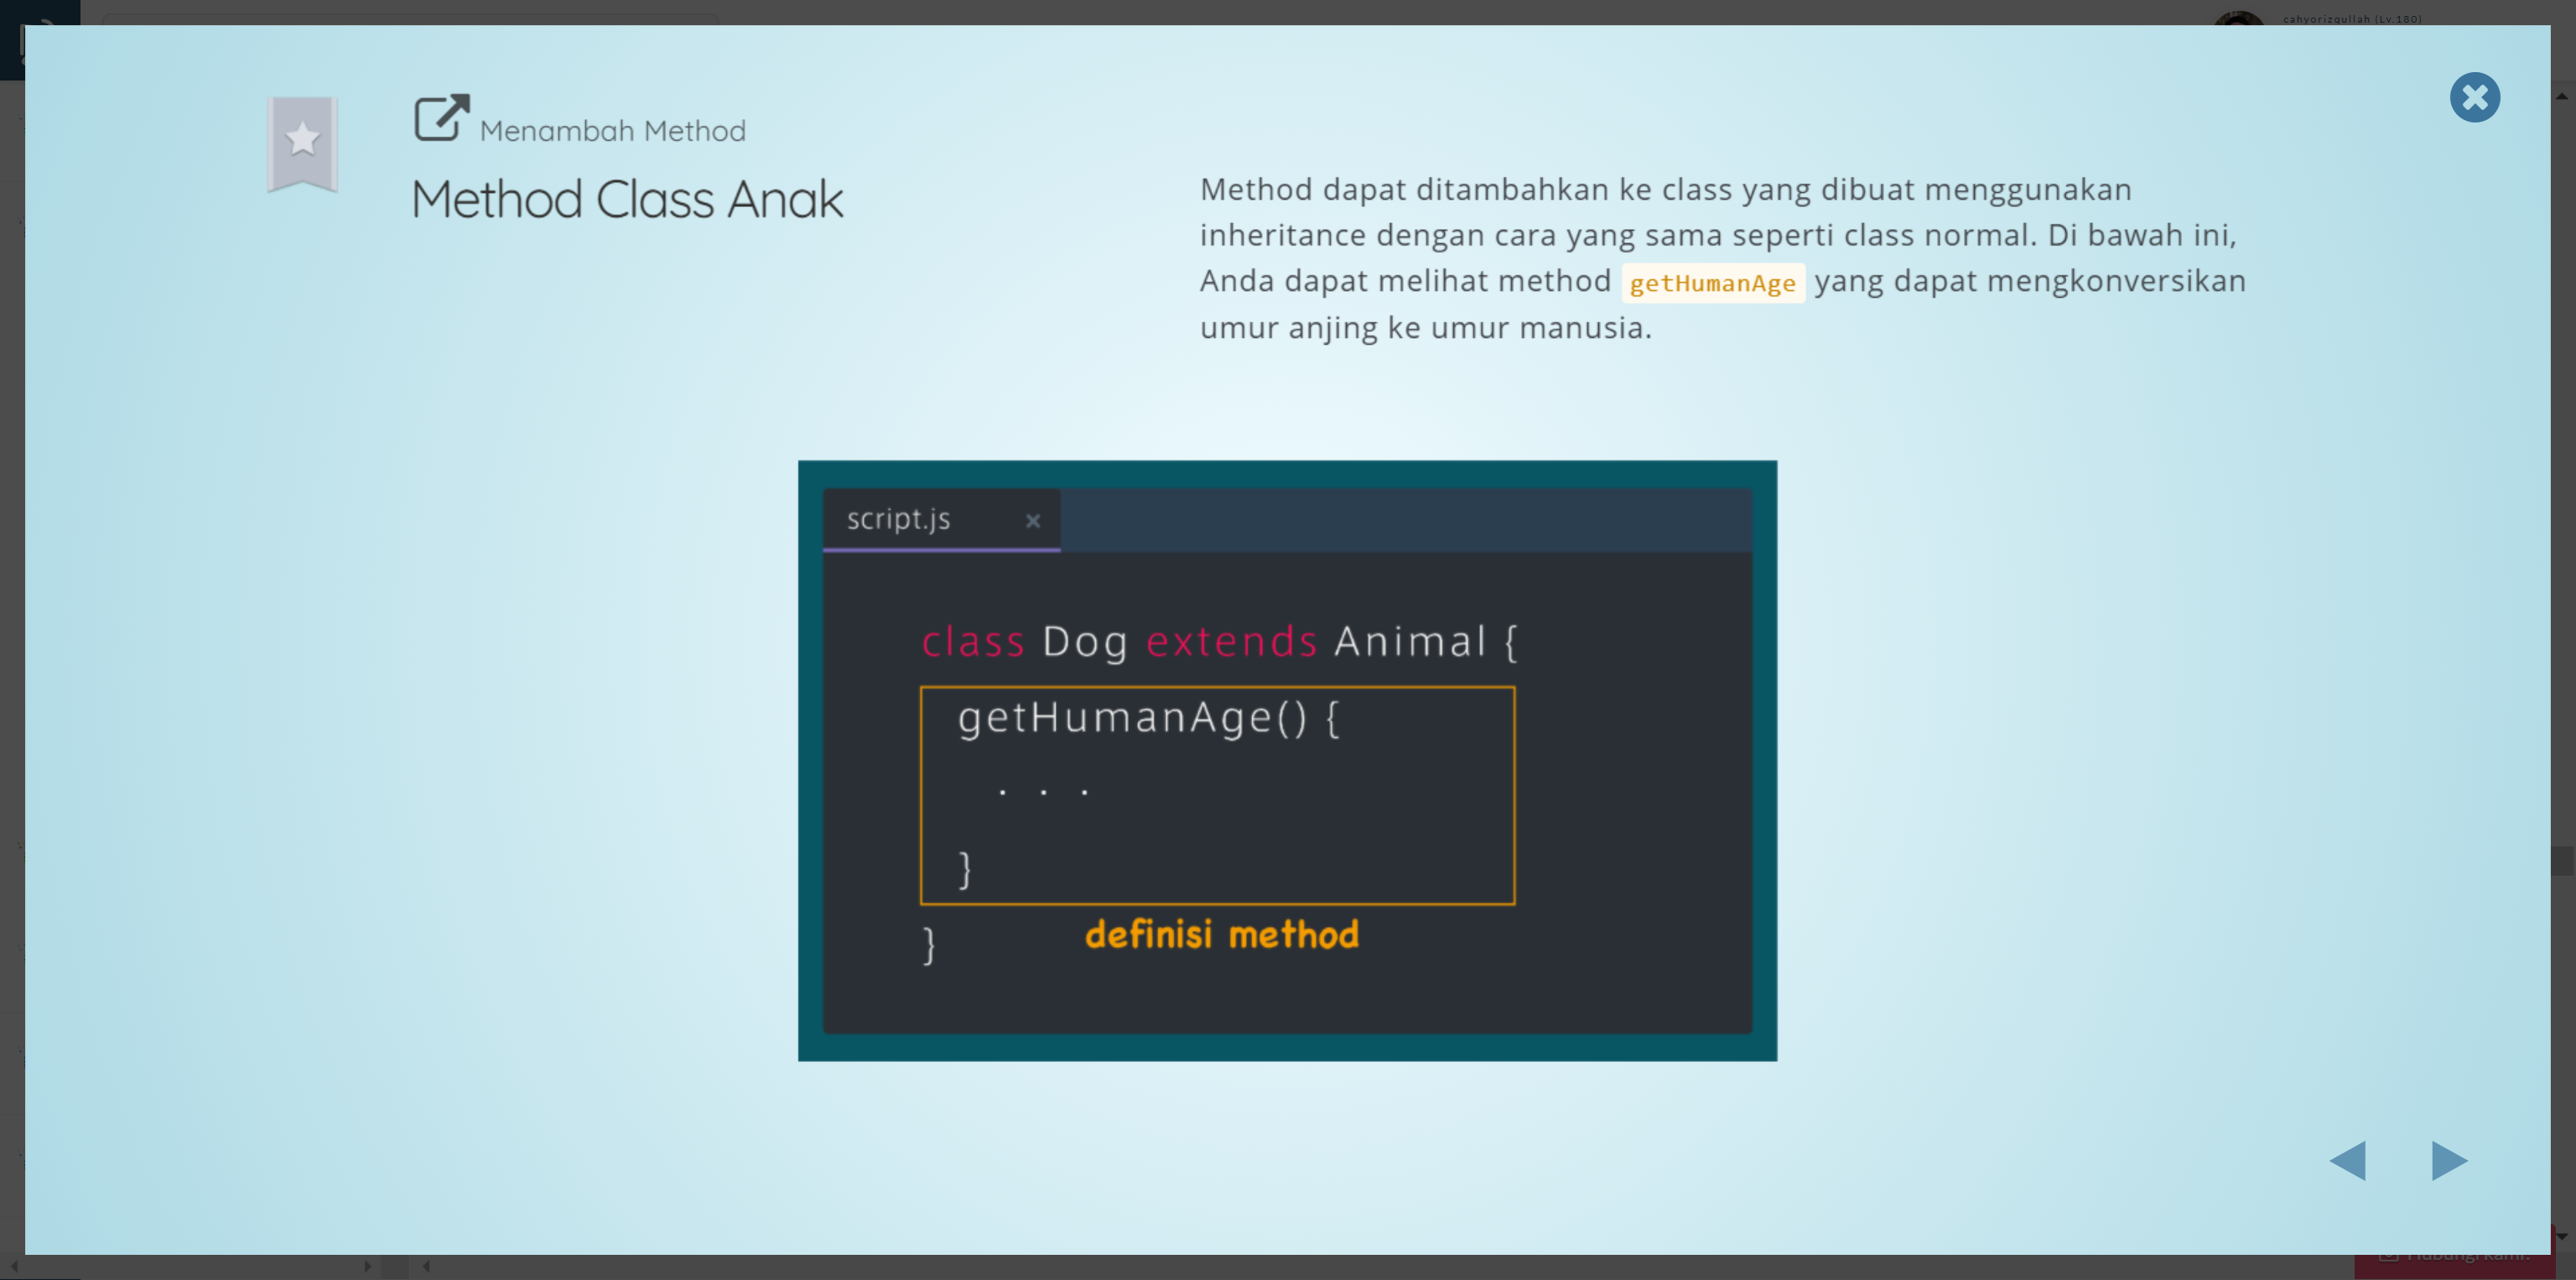 cahyorizqullah (Lv.180)
Menambah Method
Method Class Anak
Method dapat ditambahkan ke class yang dibuat menggunakan
inheritance dengan cara yang sama seperti class normal. Di bawah ini,
Anda dapat melihat method getHumanAge yang dapat mengkonversikan
umur anjing ke umur manusia.
script.js
class Dog extends Animal {
getHumanAge() {
. . .
}
definisi method
}
Hubungi kami